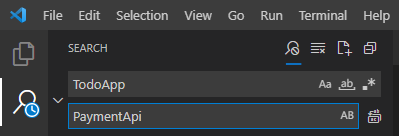 File Edit Selection View Go Run Terminal Help
SEARCH
TodoApp Aa ab
PaymentApi AB